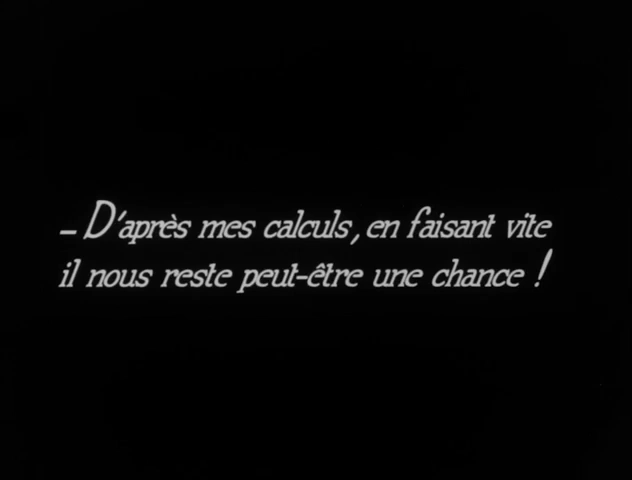 – D'après mes calculs, en faisant vite
il nous reste peut-être une chance !